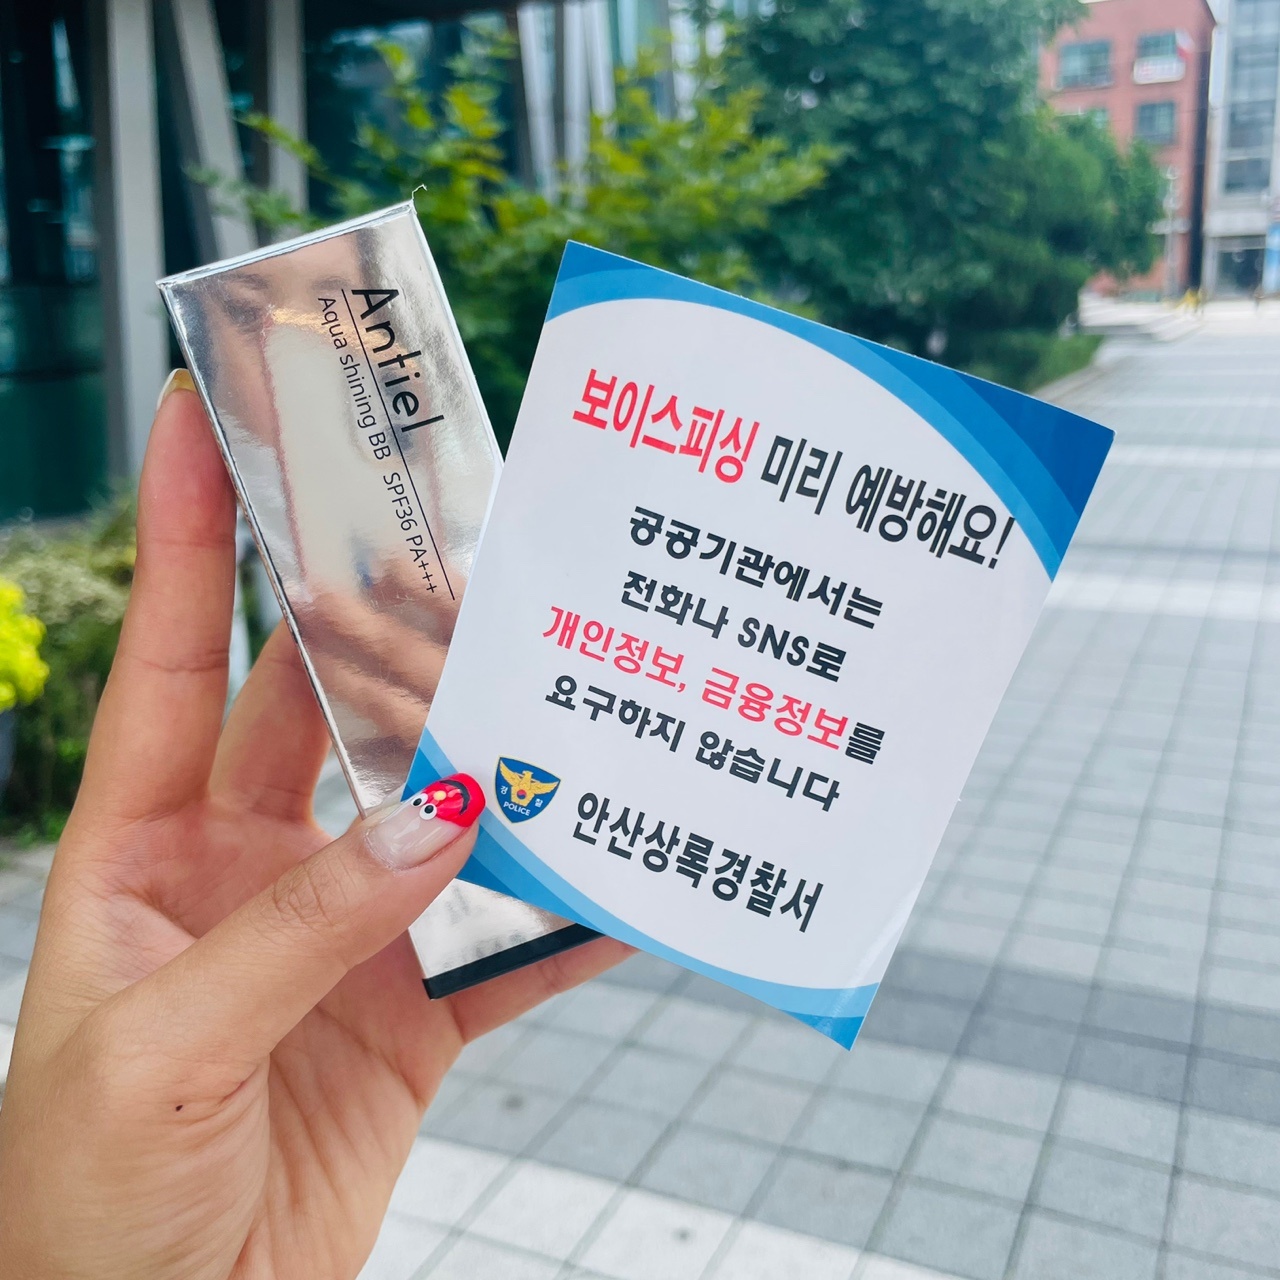 Antiel
Aqua shining BB SPF36 PA+++
보이스피싱 미리 예방해요!
공공기관에서는
전화나 SNS로
개인정보, 금융정보를
요구하지 않습니다
경찰
POLICE
안산상록경찰서